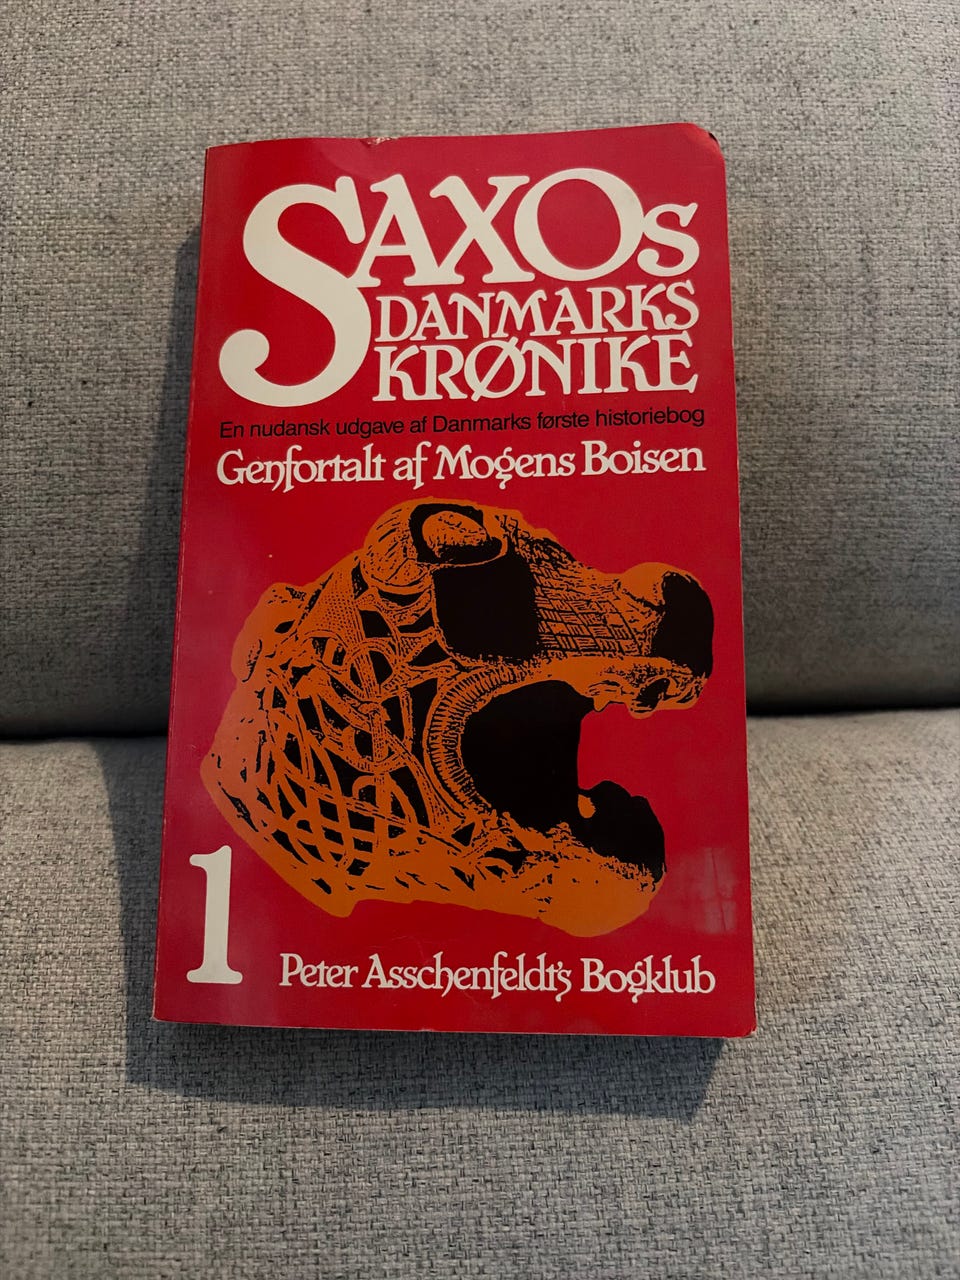 SAXOS
DANMARKS
KRØNIKE
En nudansk udgave af Danmarks første historiebog
Genfortalt af Mogens Boisen
1
Peter Asschenfeldt's Bogklub